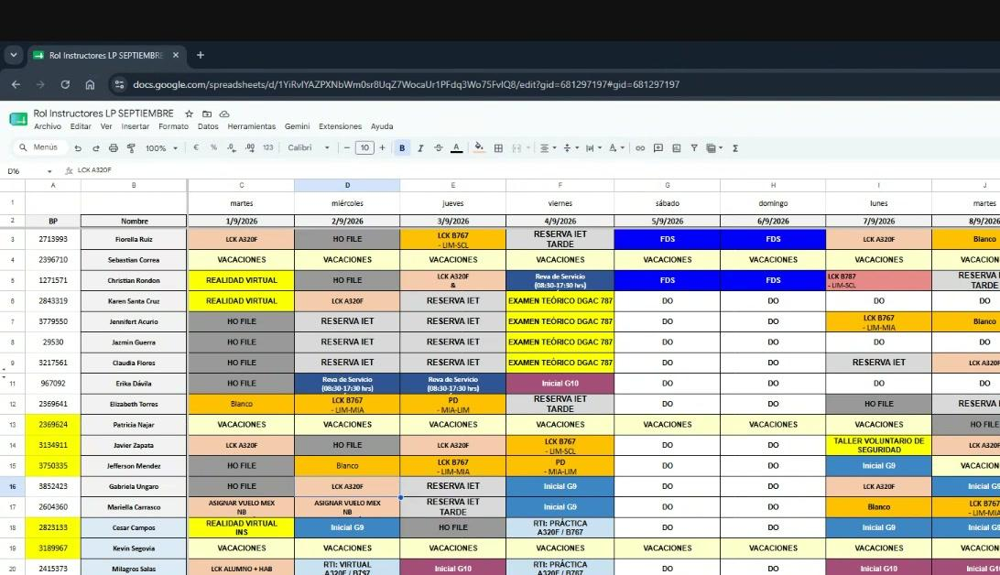 Rol Instructores LP SEPTIEMBRE
docs.google.com/spreadsheets/d/1YiRvIYAZPXNbWm0sr8UqZ7WocaUr1PFdq3Wo75FvIQ8/edit?gid=681297197#gid=681297197
Rol Instructores LP SEPTIEMBRE
Archivo Editar Ver Insertar Formato Datos Herramientas Gemini Extensiones Ayuda
Menús 100% € % .0 .00 123 Calibri − 10 + B I A Σ
D16 fx LCK A320F
A B C D E F G H I J
1 martes miércoles jueves viernes sábado domingo lunes martes
2 BP Nombre 1/9/2026 2/9/2026 3/9/2026 4/9/2026 5/9/2026 6/9/2026 7/9/2026 8/9/2026
3 2713993 Fiorella Ruiz LCK A320F HO FILE LCK B767 - LIM-SCL RESERVA IET TARDE FDS FDS LCK A320F Blanco
4 2396710 Sebastian Correa VACACIONES VACACIONES VACACIONES VACACIONES VACACIONES VACACIONES VACACIONES VACACIONES
5 1271571 Christian Rondon REALIDAD VIRTUAL HO FILE LCK A320F & Reva de Servicio (08:30-17:30 hrs) FDS FDS LCK B787 - LIM-SCL RESERVA I TARDE
6 2843319 Karen Santa Cruz REALIDAD VIRTUAL LCK A320F RESERVA IET EXAMEN TEÓRICO DGAC 787 DO DO DO DO
7 3779550 Jennifert Acurio HO FILE RESERVA IET RESERVA IET EXAMEN TEÓRICO DGAC 787 DO DO LCK B767 - LIM-MIA Blanco
8 29530 Jazmin Guerra HO FILE RESERVA IET RESERVA IET EXAMEN TEÓRICO DGAC 787 DO DO DO DO
9 3217561 Claudia Flores HO FILE RESERVA IET RESERVA IET EXAMEN TEÓRICO DGAC 787 DO DO RESERVA IET LCK A320F
11 967092 Erika Dávila HO FILE Reva de Servicio (08:30-17:30 hrs) Reva de Servicio (08:30-17:30 hrs) Inicial G10 DO DO DO DO
12 2369641 Elizabeth Torres Blanco LCK B767 - LIM-MIA PD - MIA-LIM RESERVA IET TARDE DO DO HO FILE RESERVA I
13 2369624 Patricia Najar VACACIONES VACACIONES VACACIONES VACACIONES VACACIONES VACACIONES VACACIONES HO FILE
14 3134911 Javier Zapata LCK A320F HO FILE LCK A320F LCK B767 - LIM-SCL DO DO TALLER VOLUNTARIO DE SEGURIDAD LCK A320F
15 3750335 Jefferson Mendez HO FILE Blanco LCK B767 - LIM-MIA PD - MIA-LIM DO DO Inicial G9 VACACION
16 3852423 Gabriela Ungaro HO FILE LCK A320F RESERVA IET Inicial G9 DO DO LCK A320F Inicial G9
17 2604360 Mariella Carrasco ASIGNAR VUELO MEX NB ASIGNAR VUELO MEX NB RESERVA IET TARDE Inicial G9 DO DO Blanco LCK B767 - LIM-MIA
18 2823133 Cesar Campos REALIDAD VIRTUAL INS Inicial G9 HO FILE RTI: PRÁCTICA A320F / B767 DO DO Inicial G9 Inicial G9
19 3189967 Kevin Segovia VACACIONES VACACIONES VACACIONES VACACIONES VACACIONES VACACIONES VACACIONES VACACIONES
20 2415373 Milagros Salas LCK ALUMNO + HAB RTI: VIRTUAL A320F / B767 Inicial G10 RTI: PRÁCTICA A320F / B767 DO DO Inicial G10 Inicial G10